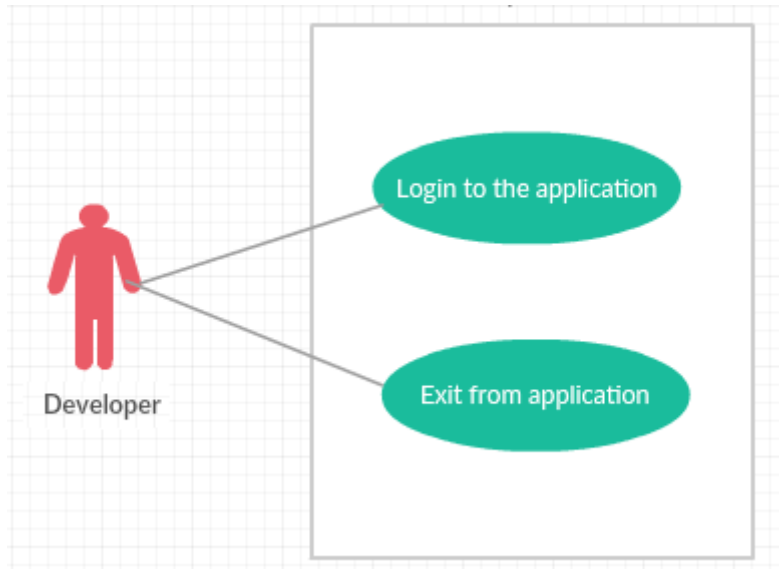 Login to the application
Exit from application
Developer